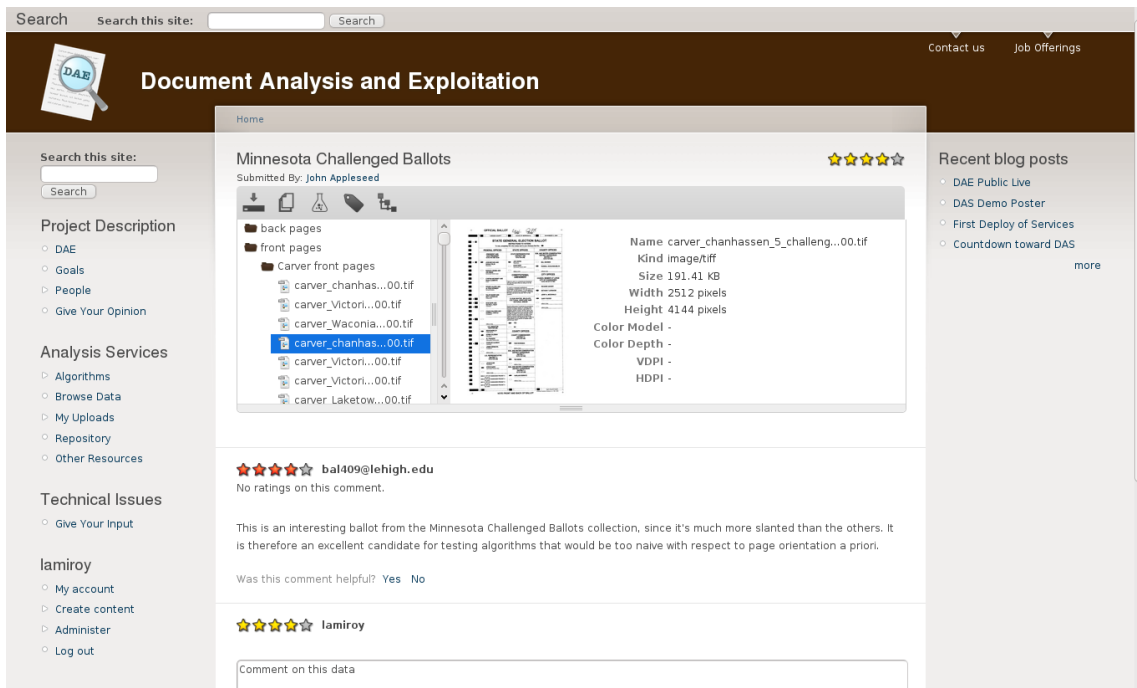 Search Search this site: Search
Contact us Job Offerings
DAE
Document Analysis and Exploitation
Home
Search this site:
Search
Project Description
DAE
Goals
People
Give Your Opinion
Analysis Services
Algorithms
Browse Data
My Uploads
Repository
Other Resources
Technical Issues
Give Your Input
lamiroy
My account
Create content
Administer
Log out
Minnesota Challenged Ballots
Submitted By: John Appleseed
back pages
front pages
Carver front pages
carver_chanhas...00.tif
carver_Victori...00.tif
carver_Waconia...00.tif
carver_chanhas...00.tif
carver_Victori...00.tif
carver_Victori...00.tif
carver_Laketow...00.tif
OFFICIAL BALLOT
STATE GENERAL ELECTION BALLOT
Name carver_chanhassen_5_challeng...00.tif
Kind image/tiff
Size 191.41 KB
Width 2512 pixels
Height 4144 pixels
Color Model -
Color Depth -
VDPI -
HDPI -
bal409@lehigh.edu
No ratings on this comment.
This is an interesting ballot from the Minnesota Challenged Ballots collection, since it's much more slanted than the others. It
is therefore an excellent candidate for testing algorithms that would be too naive with respect to page orientation a priori.
Was this comment helpful? Yes No
lamiroy
Comment on this data
Recent blog posts
DAE Public Live
DAS Demo Poster
First Deploy of Services
Countdown toward DAS
more